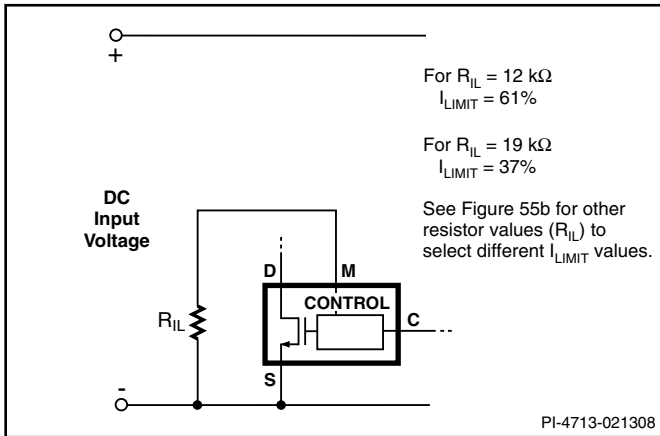 +
For R_IL = 12 kΩ
I_LIMIT = 61%
For R_IL = 19 kΩ
I_LIMIT = 37%
See Figure 55b for other
resistor values (R_IL) to
select different I_LIMIT values.
DC
Input
Voltage
D
M
CONTROL
C
R_IL
S
-
PI-4713-021308